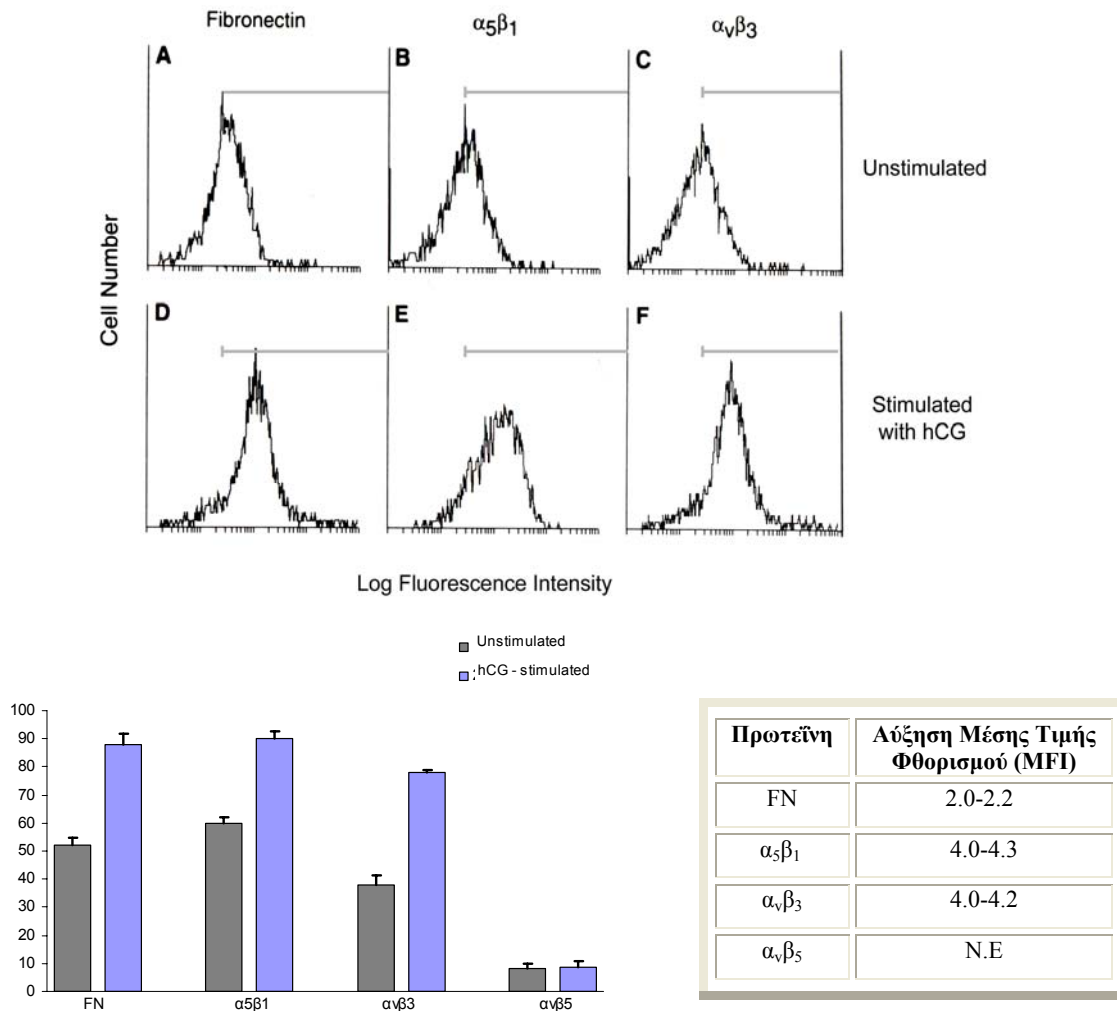 Fibronectin
α5β1
αvβ3
A
B
C
Unstimulated
Cell Number
D
E
F
Stimulated
with hCG
Log Fluorescence Intensity
Unstimulated
hCG - stimulated
100
90
80
70
60
50
40
30
20
10
0
FN
α5β1
αvβ3
αvβ5
Πρωτεΐνη
Αύξηση Μέσης Τιμής
Φθορισμού (MFI)
FN
2.0-2.2
α5β1
4.0-4.3
αvβ3
4.0-4.2
αvβ5
N.E